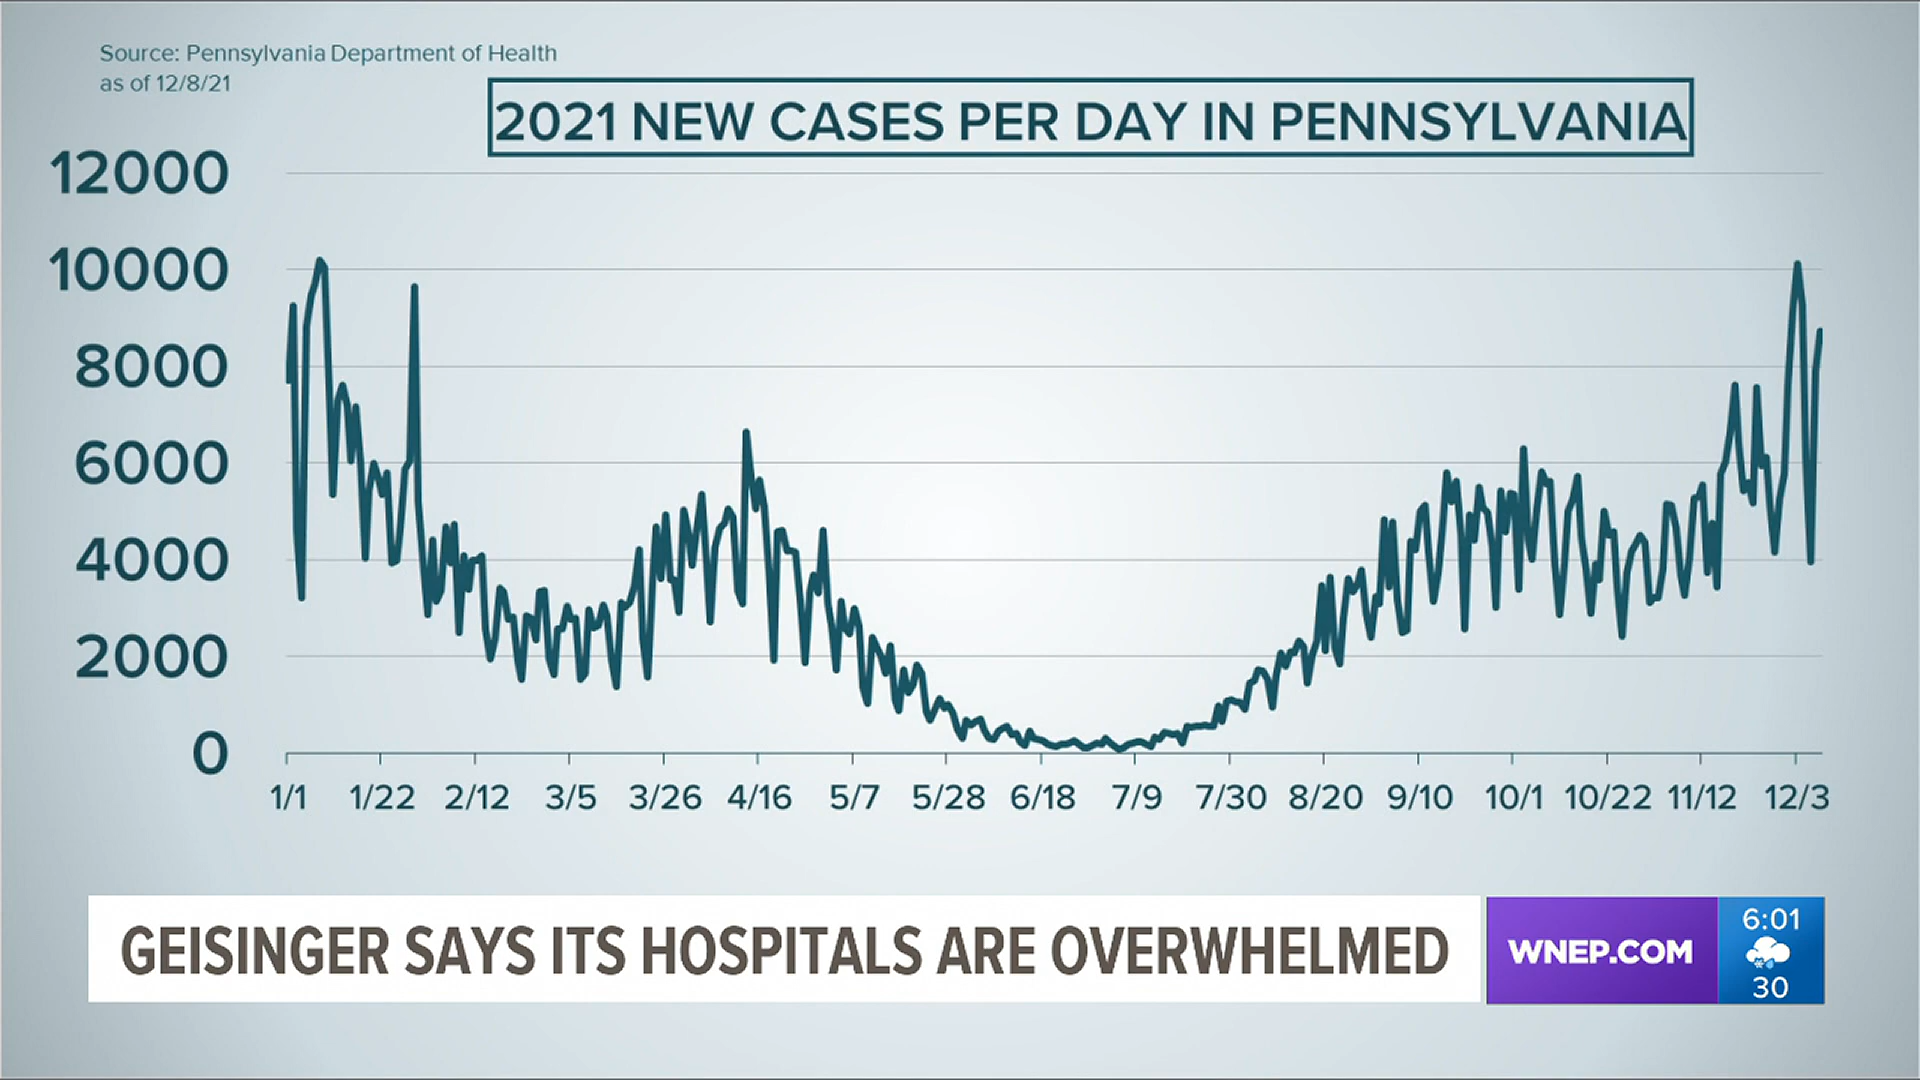 Source: Pennsylvania Department of Health
as of 12/8/21
2021 NEW CASES PER DAY IN PENNSYLVANIA
12000
10000
8000
6000
4000
2000
0
1/1 1/22 2/12 3/5 3/26 4/16 5/7 5/28 6/18 7/9 7/30 8/20 9/10 10/1 10/22 11/12 12/3
GEISINGER SAYS ITS HOSPITALS ARE OVERWHELMED
WNEP.COM
6:01
30